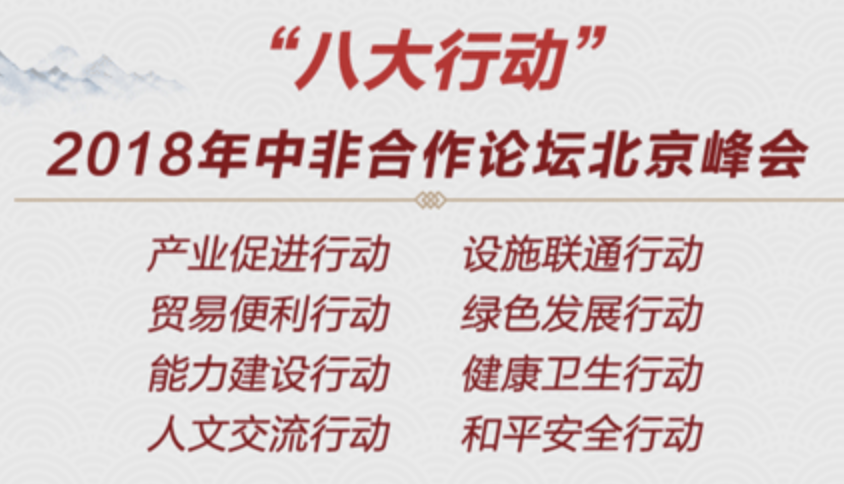 “八大行动”
2018年中非合作论坛北京峰会
产业促进行动 设施联通行动
贸易便利行动 绿色发展行动
能力建设行动 健康卫生行动
人文交流行动 和平安全行动